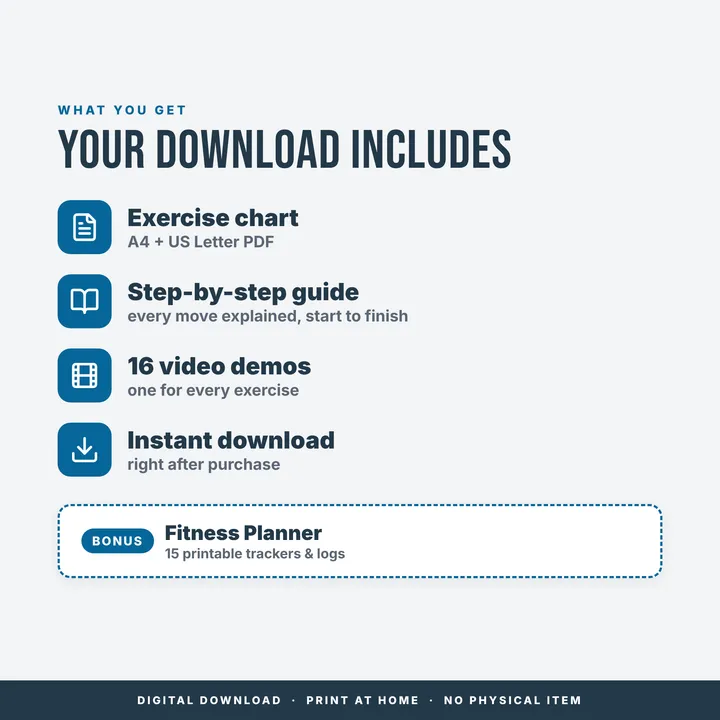 WHAT YOU GET
YOUR DOWNLOAD INCLUDES
Exercise chart
A4 + US Letter PDF
Step-by-step guide
every move explained, start to finish
16 video demos
one for every exercise
Instant download
right after purchase
BONUS
Fitness Planner
15 printable trackers & logs
DIGITAL DOWNLOAD · PRINT AT HOME · NO PHYSICAL ITEM